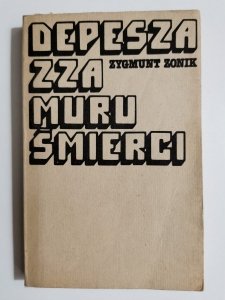 DEPESZA
ZZA
ZYGMUNT ZONIK
MURU
ŚMIERCI